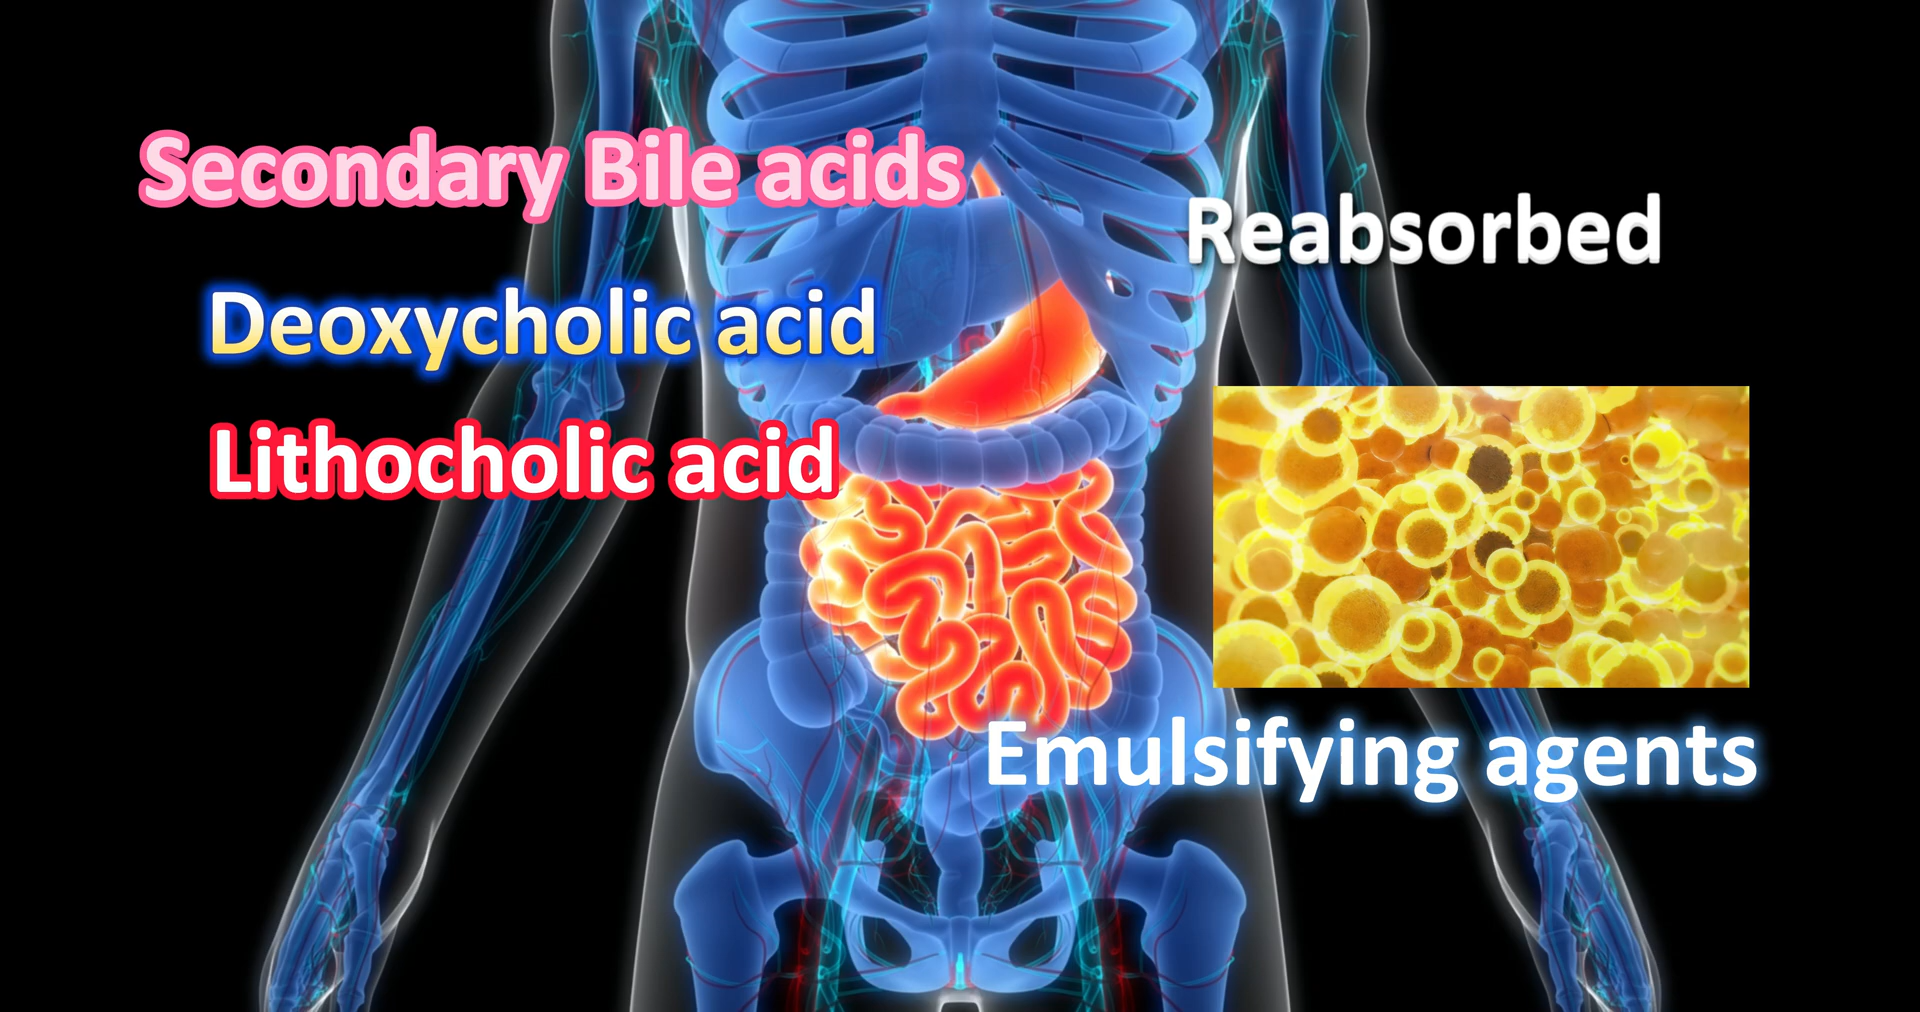 Secondary Bile acids
Deoxycholic acid
Lithocholic acid
Reabsorbed
Emulsifying agents